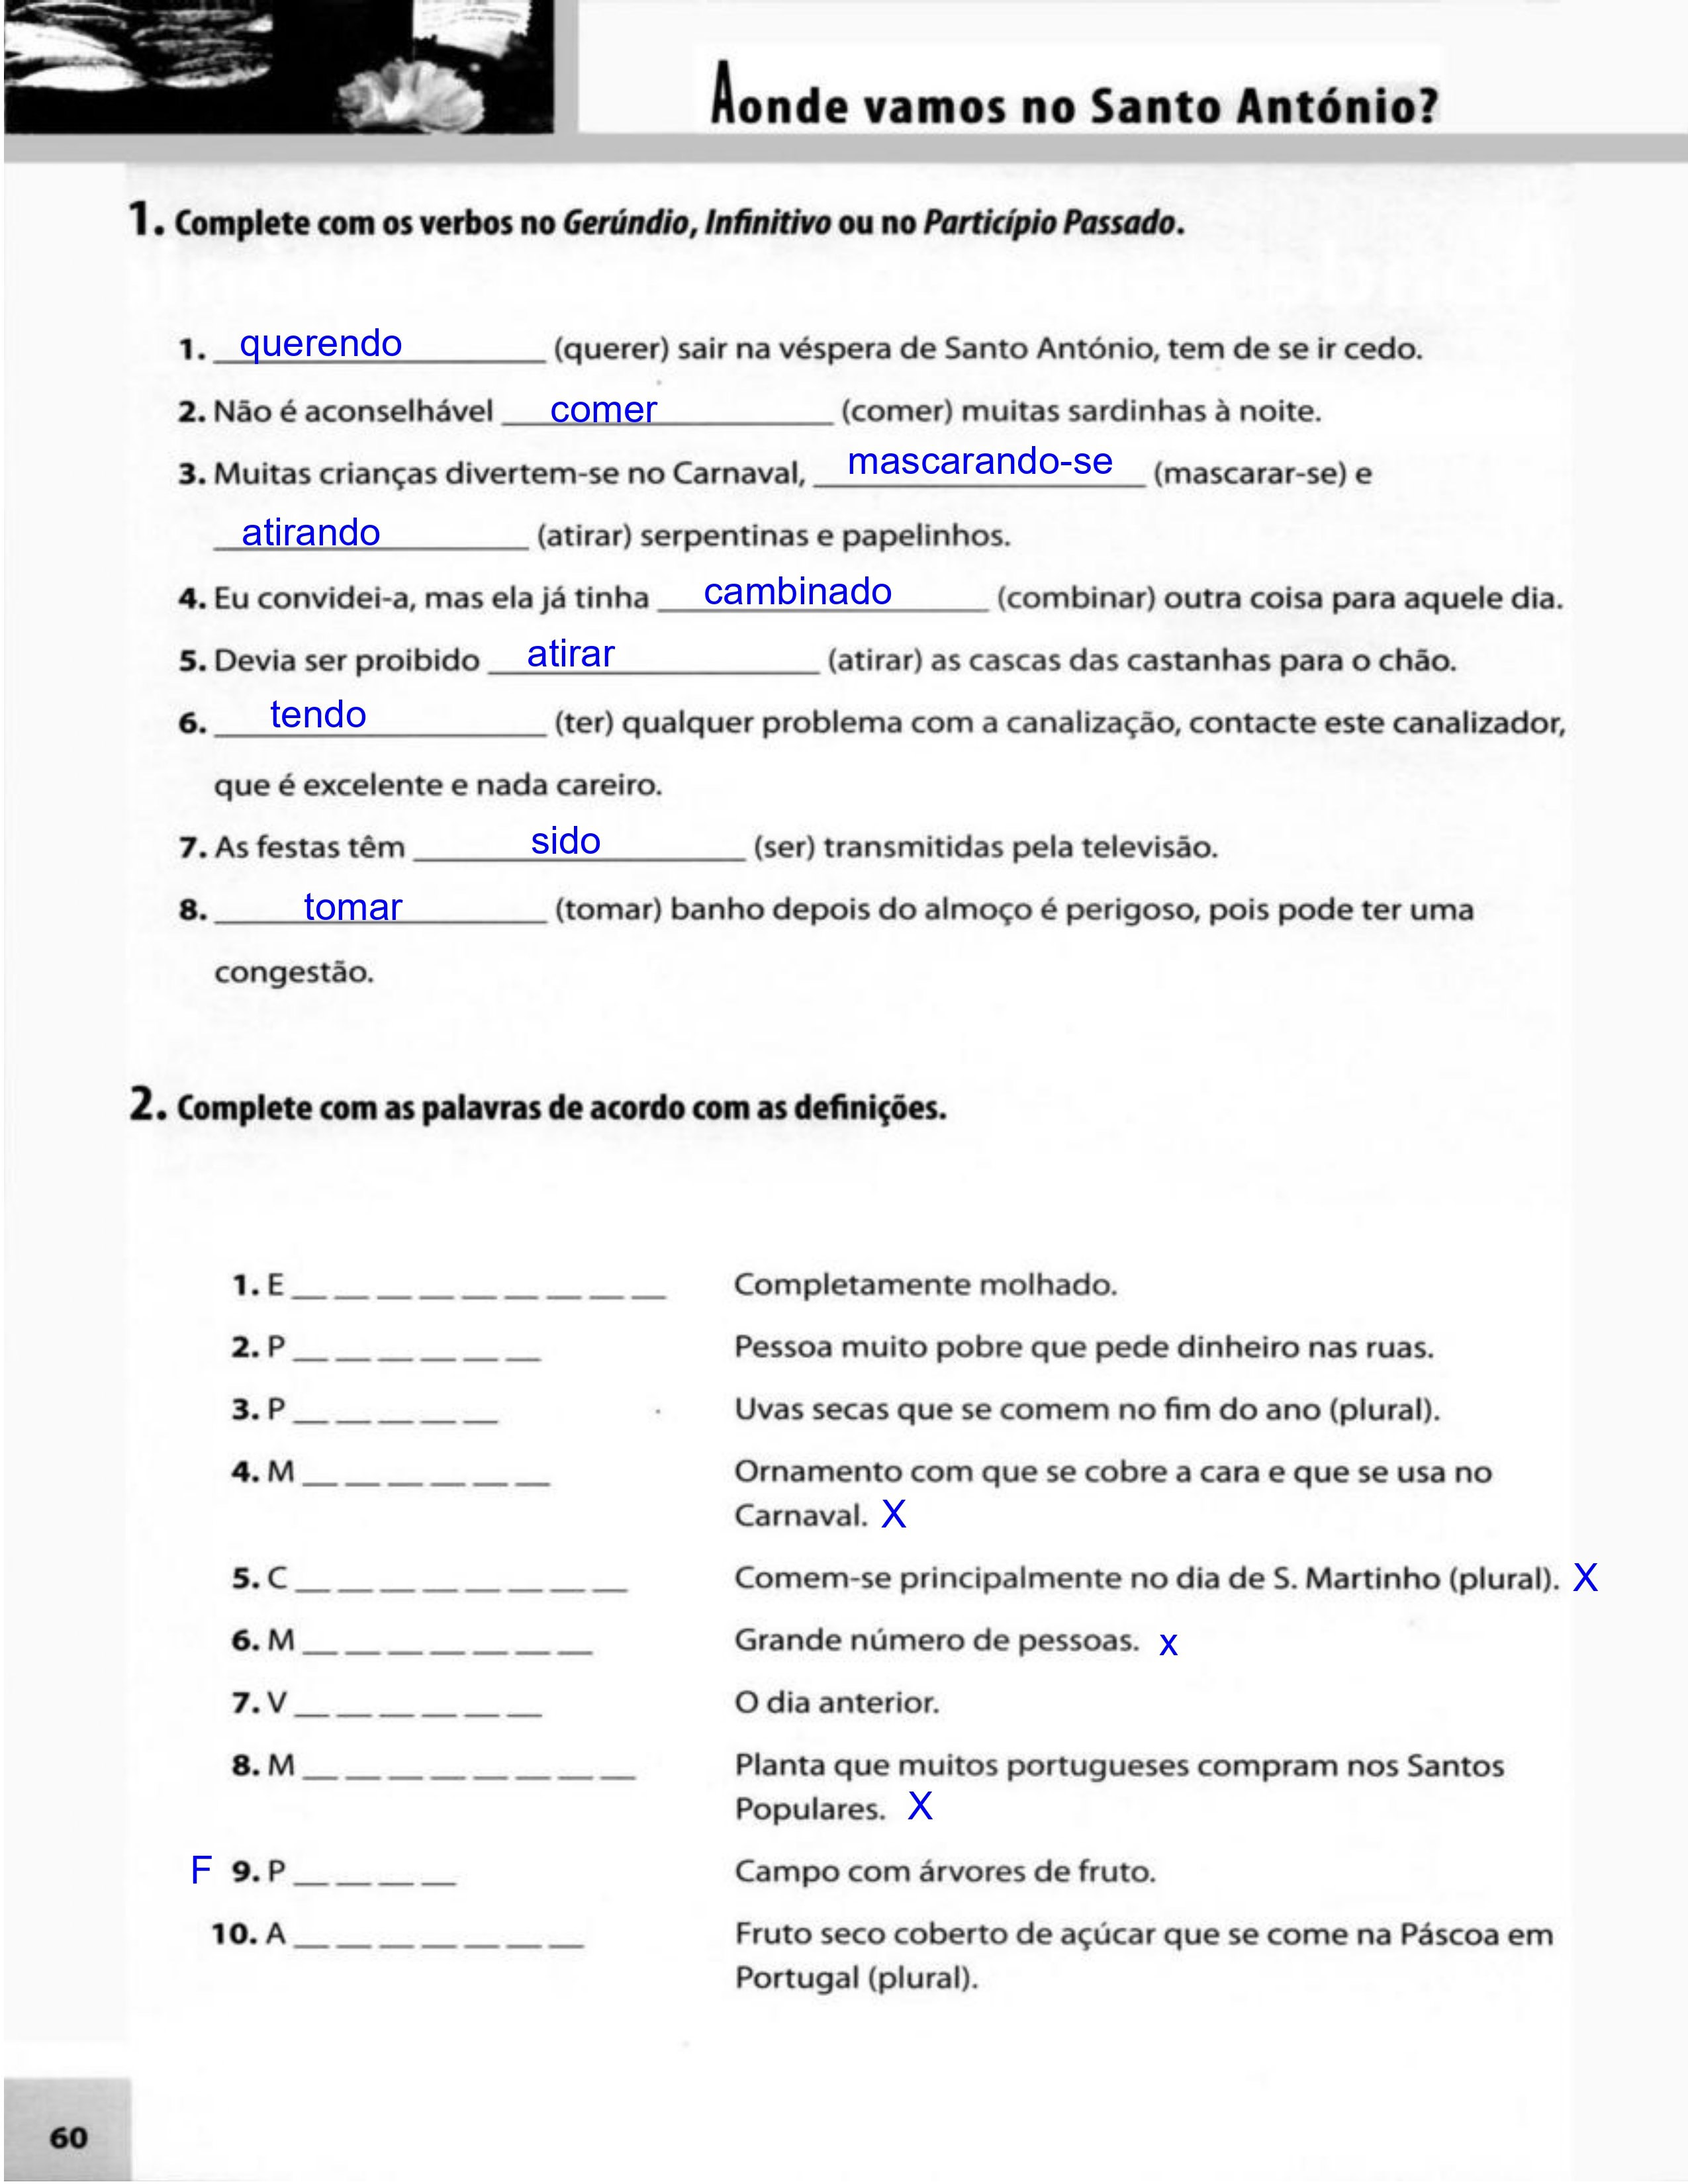 Aonde vamos no Santo António?
1. Complete com os verbos no Gerúndio, Infinitivo ou no Particípio Passado.
1. querendo (querer) sair na véspera de Santo António, tem de se ir cedo.
2. Não é aconselhável comer (comer) muitas sardinhas à noite.
3. Muitas crianças divertem-se no Carnaval, mascarando-se (mascarar-se) e
atirando (atirar) serpentinas e papelinhos.
4. Eu convidei-a, mas ela já tinha cambinado (combinar) outra coisa para aquele dia.
5. Devia ser proibido atirar (atirar) as cascas das castanhas para o chão.
6. tendo (ter) qualquer problema com a canalização, contacte este canalizador,
que é excelente e nada careiro.
7. As festas têm sido (ser) transmitidas pela televisão.
8. tomar (tomar) banho depois do almoço é perigoso, pois pode ter uma
congestão.
2. Complete com as palavras de acordo com as definições.
1. E _ _ _ _ _ _ _ _ _ Completamente molhado.
2. P _ _ _ _ _ _ Pessoa muito pobre que pede dinheiro nas ruas.
3. P _ _ _ _ _ Uvas secas que se comem no fim do ano (plural).
4. M _ _ _ _ _ _ Ornamento com que se cobre a cara e que se usa no
Carnaval. X
5. C _ _ _ _ _ _ _ _ Comem-se principalmente no dia de S. Martinho (plural). X
6. M _ _ _ _ _ _ _ Grande número de pessoas. x
7. V _ _ _ _ _ _ O dia anterior.
8. M _ _ _ _ _ _ _ _ Planta que muitos portugueses compram nos Santos
Populares. X
F 9. P _ _ _ _ Campo com árvores de fruto.
10. A _ _ _ _ _ _ _ Fruto seco coberto de açúcar que se come na Páscoa em
Portugal (plural).
60